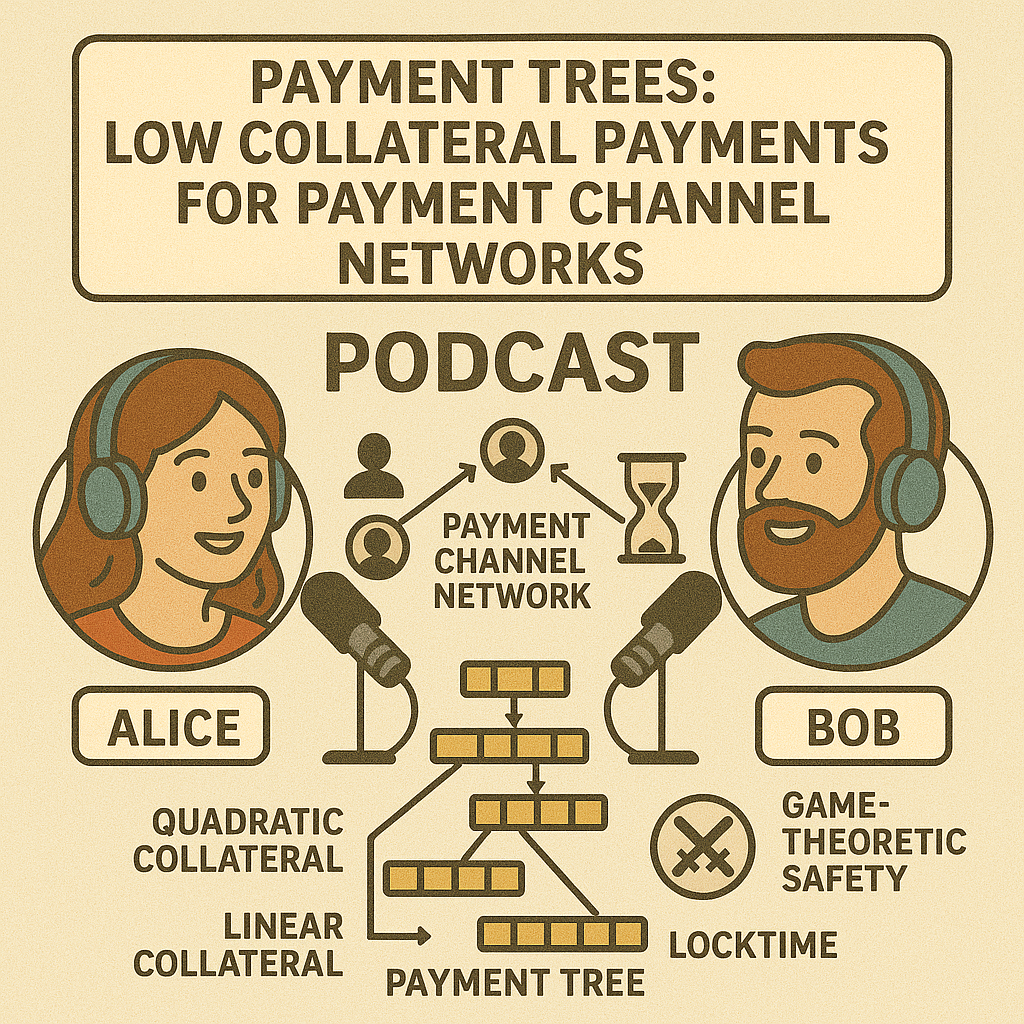 PAYMENT TREES:
LOW COLLATERAL PAYMENTS
FOR PAYMENT CHANNEL
NETWORKS
PODCAST
PAYMENT
CHANNEL
NETWORK
ALICE
BOB
QUADRATIC
COLLATERAL
LINEAR
COLLATERAL
PAYMENT TREE
GAME-
THEORETIC
SAFETY
LOCKTIME